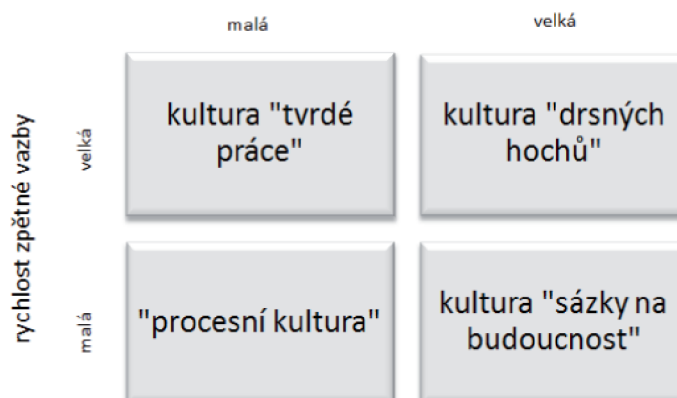 malá
velká
rychlost zpětné vazby
velká
kultura "tvrdé
práce"
kultura "drsných
hochů"
malá
"procesní kultura"
kultura "sázky na
budoucnost"